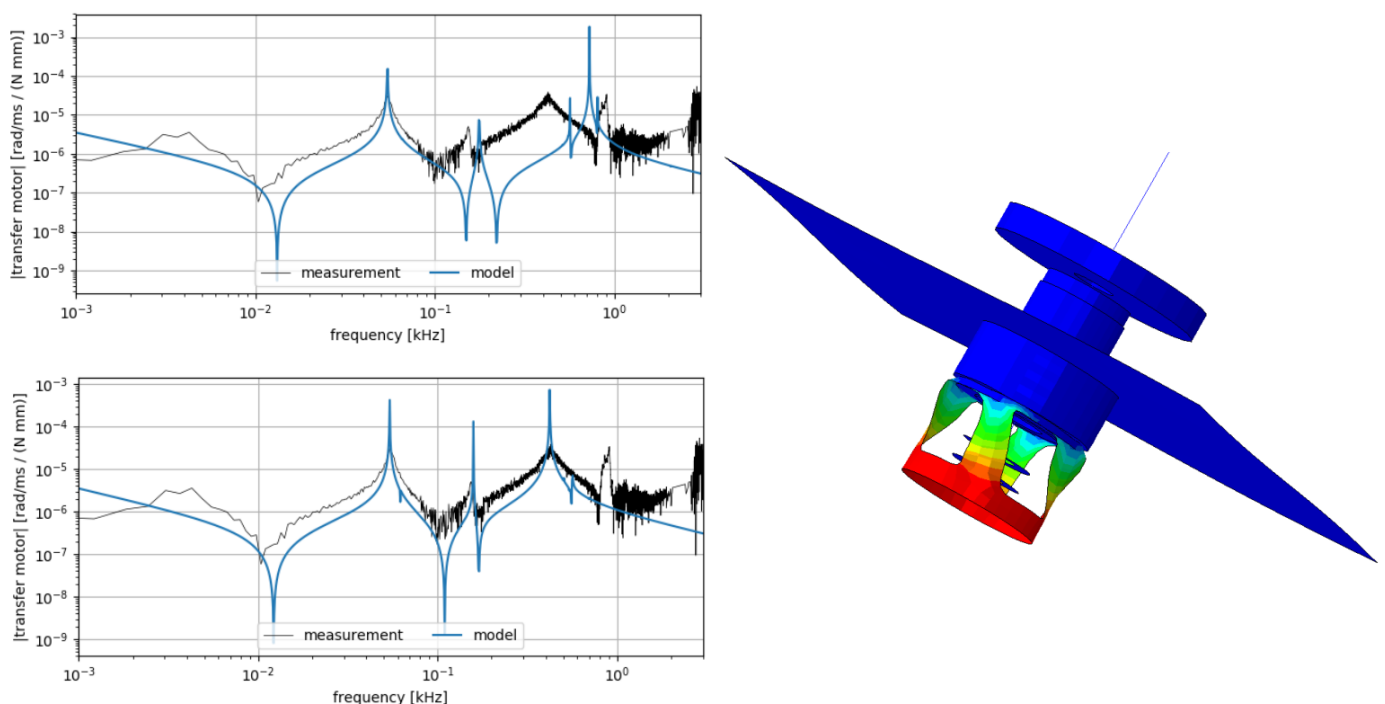 |transfer motor| [rad/ms / (N mm)]
10⁻³
10⁻⁴
10⁻⁵
10⁻⁶
10⁻⁷
10⁻⁸
10⁻⁹
measurement model
10⁻³ 10⁻² 10⁻¹ 10⁰
frequency [kHz]
|transfer motor| [rad/ms / (N mm)]
10⁻³
10⁻⁴
10⁻⁵
10⁻⁶
10⁻⁷
10⁻⁸
10⁻⁹
measurement model
10⁻³ 10⁻² 10⁻¹ 10⁰
frequency [kHz]